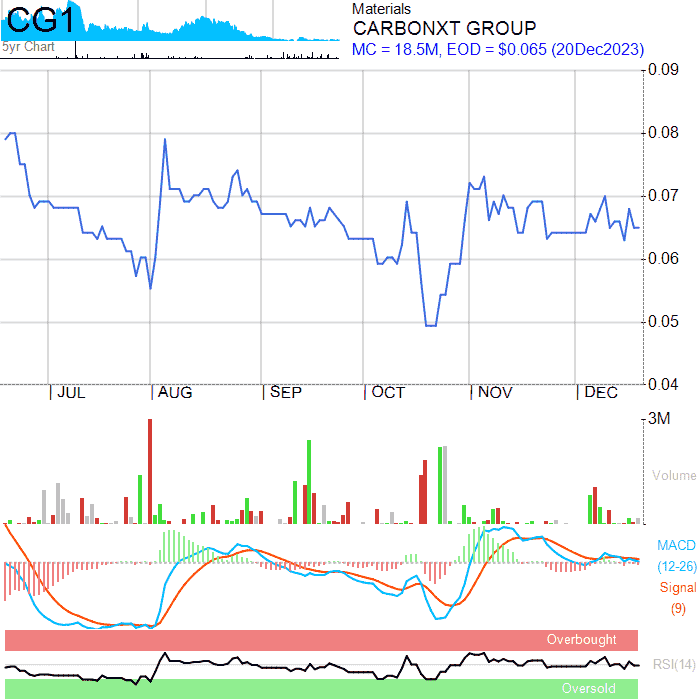 CG1
5yr Chart
Materials
CARBONXT GROUP
MC = 18.5M, EOD = $0.065 (20Dec2023)
0.09
0.08
0.07
0.06
0.05
0.04
JUL AUG SEP OCT NOV DEC
3M
Volume
MACD
(12-26)
Signal
(9)
Overbought
RSI(14)
Oversold